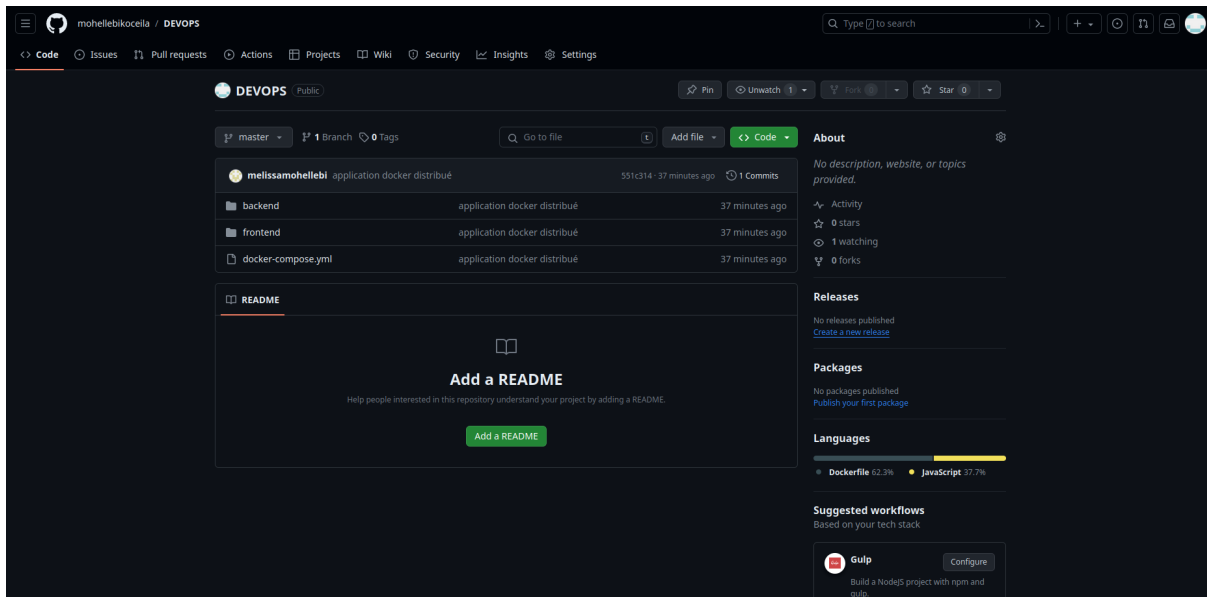 mohellebikoceila / DEVOPS
Type / to search
Code Issues Pull requests Actions Projects Wiki Security Insights Settings
DEVOPS Public
Pin Unwatch 1 Fork 0 Star 0
master 1 Branch 0 Tags
Go to file t Add file Code
melissamohellebi application docker distribué 551c314 · 37 minutes ago 1 Commits
backend application docker distribué 37 minutes ago
frontend application docker distribué 37 minutes ago
docker-compose.yml application docker distribué 37 minutes ago
README
Add a README
Help people interested in this repository understand your project by adding a README.
Add a README
About
No description, website, or topics
provided.
Activity
0 stars
1 watching
0 forks
Releases
No releases published
Create a new release
Packages
No packages published
Publish your first package
Languages
Dockerfile 62.3% JavaScript 37.7%
Suggested workflows
Based on your tech stack
Gulp Configure
Build a NodeJS project with npm and
gulp.